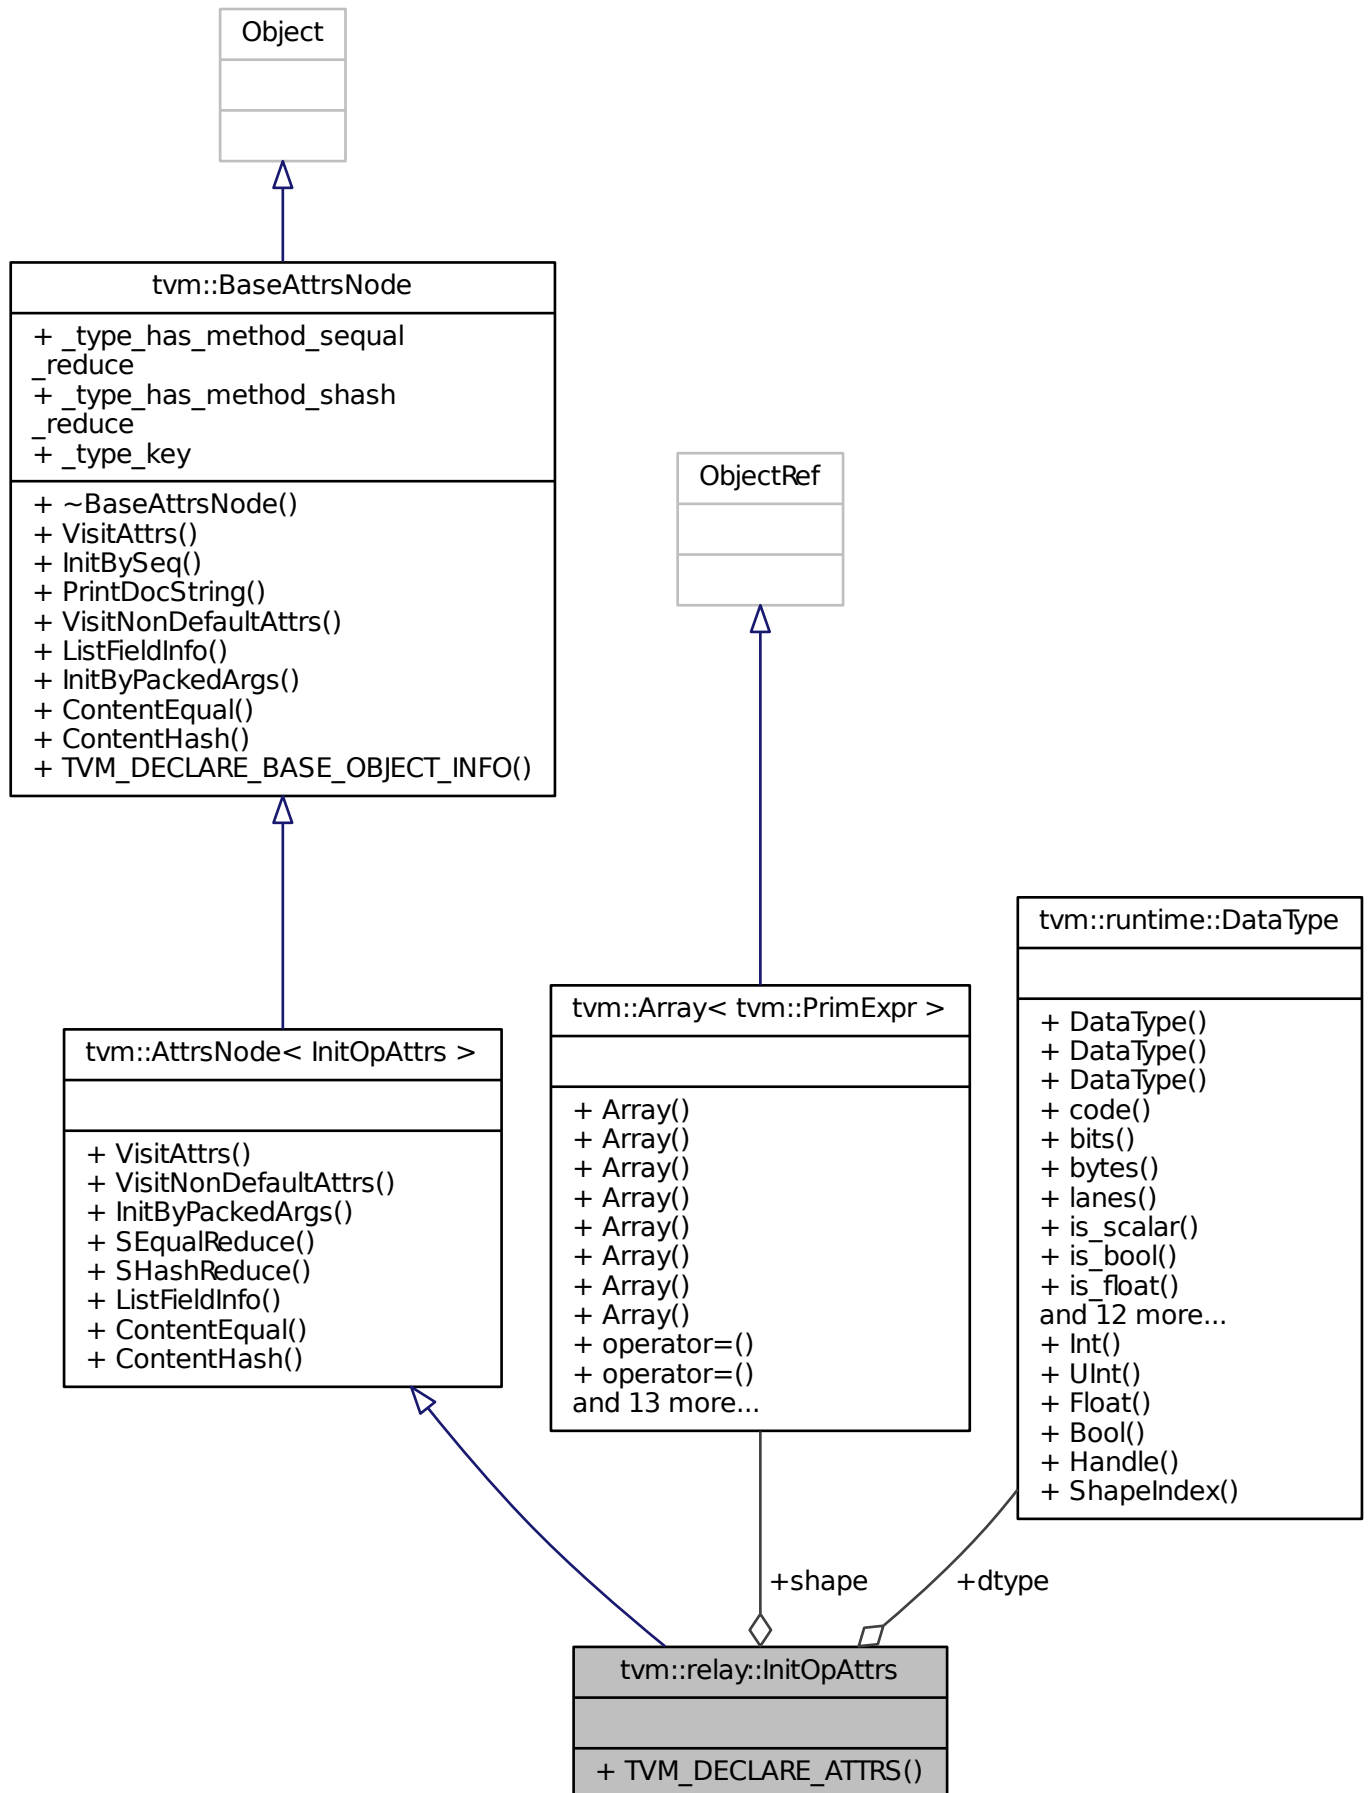 Object
tvm::BaseAttrsNode
+ _type_has_method_sequal
_reduce
+ _type_has_method_shash
_reduce
+ _type_key
+ ~BaseAttrsNode()
+ VisitAttrs()
+ InitBySeq()
+ PrintDocString()
+ VisitNonDefaultAttrs()
+ ListFieldInfo()
+ InitByPackedArgs()
+ ContentEqual()
+ ContentHash()
+ TVM_DECLARE_BASE_OBJECT_INFO()
ObjectRef
tvm::AttrsNode< InitOpAttrs >
+ VisitAttrs()
+ VisitNonDefaultAttrs()
+ InitByPackedArgs()
+ SEqualReduce()
+ SHashReduce()
+ ListFieldInfo()
+ ContentEqual()
+ ContentHash()
tvm::Array< tvm::PrimExpr >
+ Array()
+ Array()
+ Array()
+ Array()
+ Array()
+ Array()
+ Array()
+ Array()
+ operator=()
+ operator=()
and 13 more...
tvm::runtime::DataType
+ DataType()
+ DataType()
+ DataType()
+ code()
+ bits()
+ bytes()
+ lanes()
+ is_scalar()
+ is_bool()
+ is_float()
and 12 more...
+ Int()
+ UInt()
+ Float()
+ Bool()
+ Handle()
+ ShapeIndex()
+shape
+dtype
tvm::relay::InitOpAttrs
+ TVM_DECLARE_ATTRS()